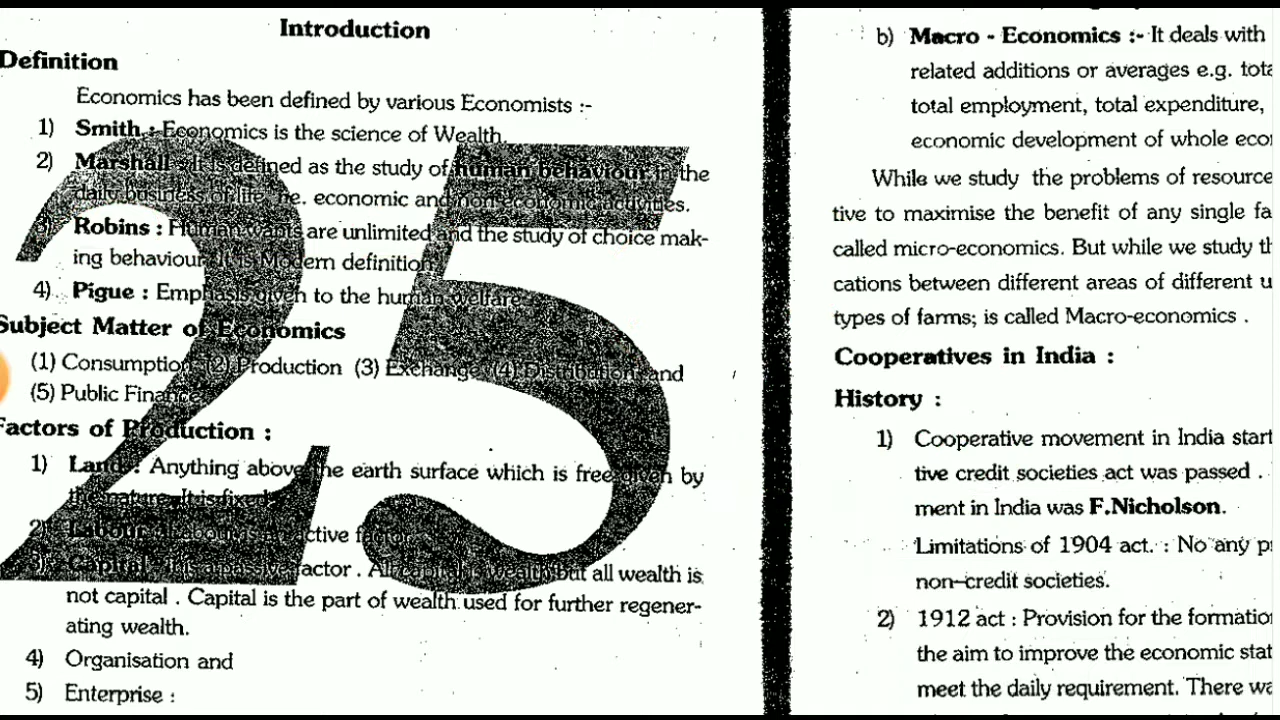 Introduction
Definition
Economics has been defined by various Economists :-
1) Smith : Economics is the science of Wealth.
2) Marshall : It is defined as the study of human behaviour in the
daily business of life, i.e. economic and non-economic activities.
3) Robins : Human wants are unlimited and the study of choice mak-
ing behaviour. It is Modern definition.
4) Pigue : Emphasis given to the human welfare
Subject Matter of Economics
(1) Consumption (2) Production (3) Exchange (4) Distribution and
(5) Public Finance
Factors of Production :
1) Land : Anything above the earth surface which is free given by
the nature. It is fixed
2) Labour : active factor
3) Capital : It is a passive factor . All capital is wealth but all wealth is
not capital . Capital is the part of wealth used for further regener-
ating wealth.
4) Organisation and
5) Enterprise :
25
b) Macro - Economics :- It deals with
related additions or averages e.g. tota
total employment, total expenditure,
economic development of whole eco
While we study the problems of resource
tive to maximise the benefit of any single fa
called micro-economics. But while we study th
cations between different areas of different u
types of farms; is called Macro-economics .
Cooperatives in India :
History :
1) Cooperative movement in India start
tive credit societies act was passed .
ment in India was F.Nicholson.
Limitations of 1904 act. : No any p
non-credit societies.
2) 1912 act : Provision for the formatio
the aim to improve the economic stat
meet the daily requirement. There wa